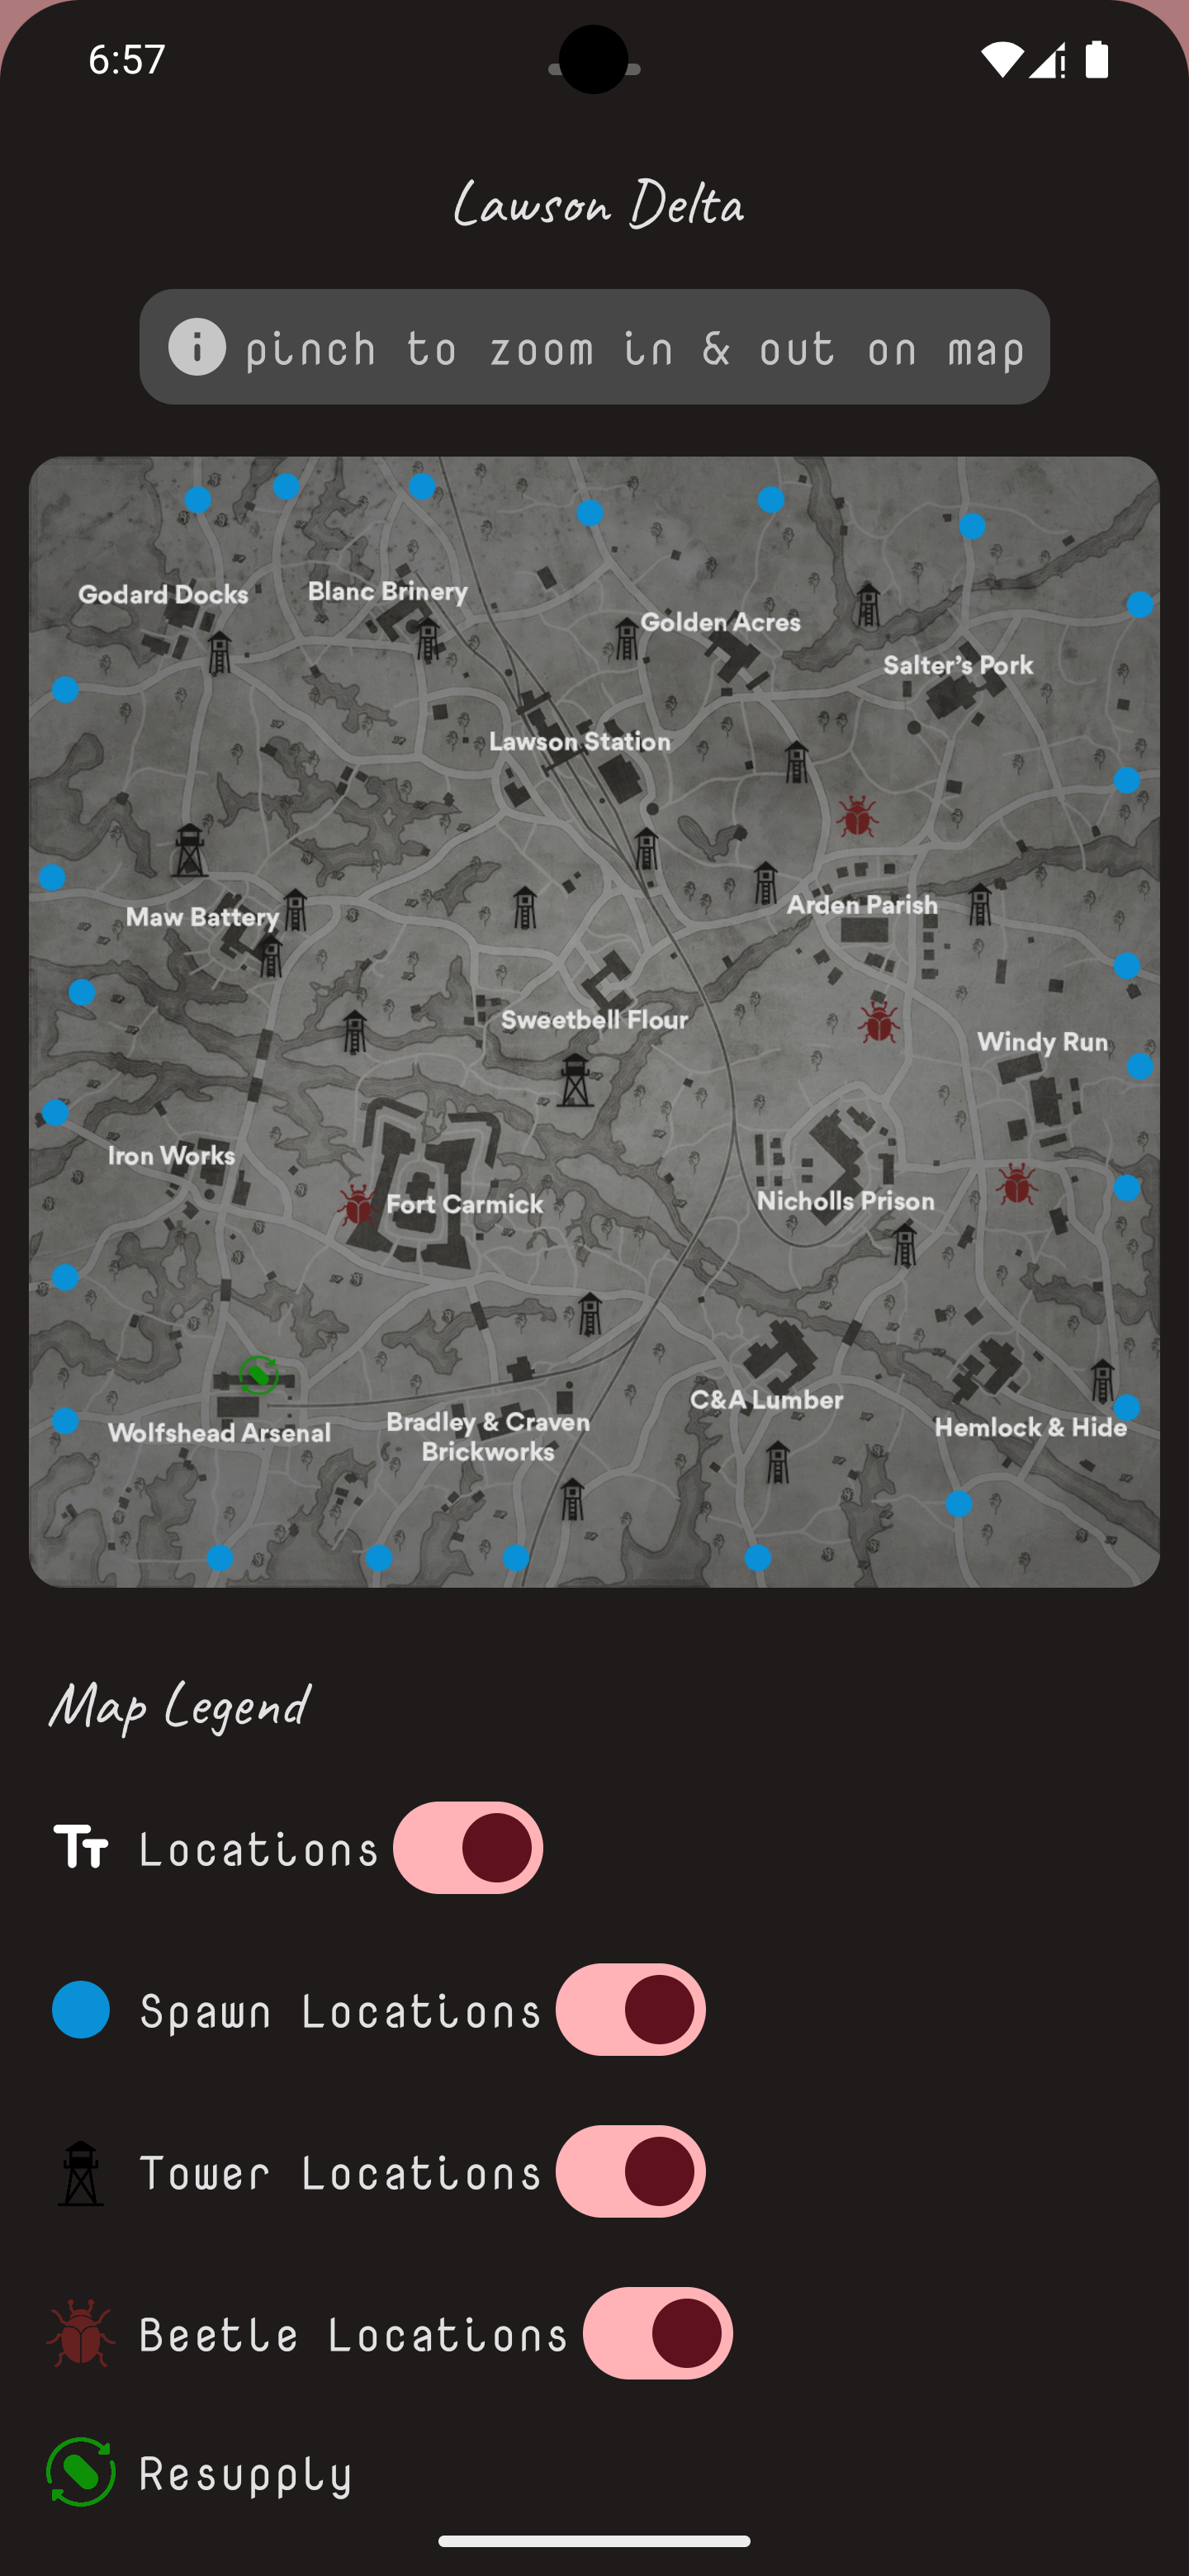 6:57
Lawson Delta
pinch to zoom in & out on map
Godard Docks
Blanc Brinery
Golden Acres
Salter's Pork
Lawson Station
Maw Battery
Arden Parish
Sweetbell Flour
Windy Run
Iron Works
Fort Carmick
Nicholls Prison
Wolfshead Arsenal
Bradley & Craven
Brickworks
C&A Lumber
Hemlock & Hide
Map Legend
Locations
Spawn Locations
Tower Locations
Beetle Locations
Resupply